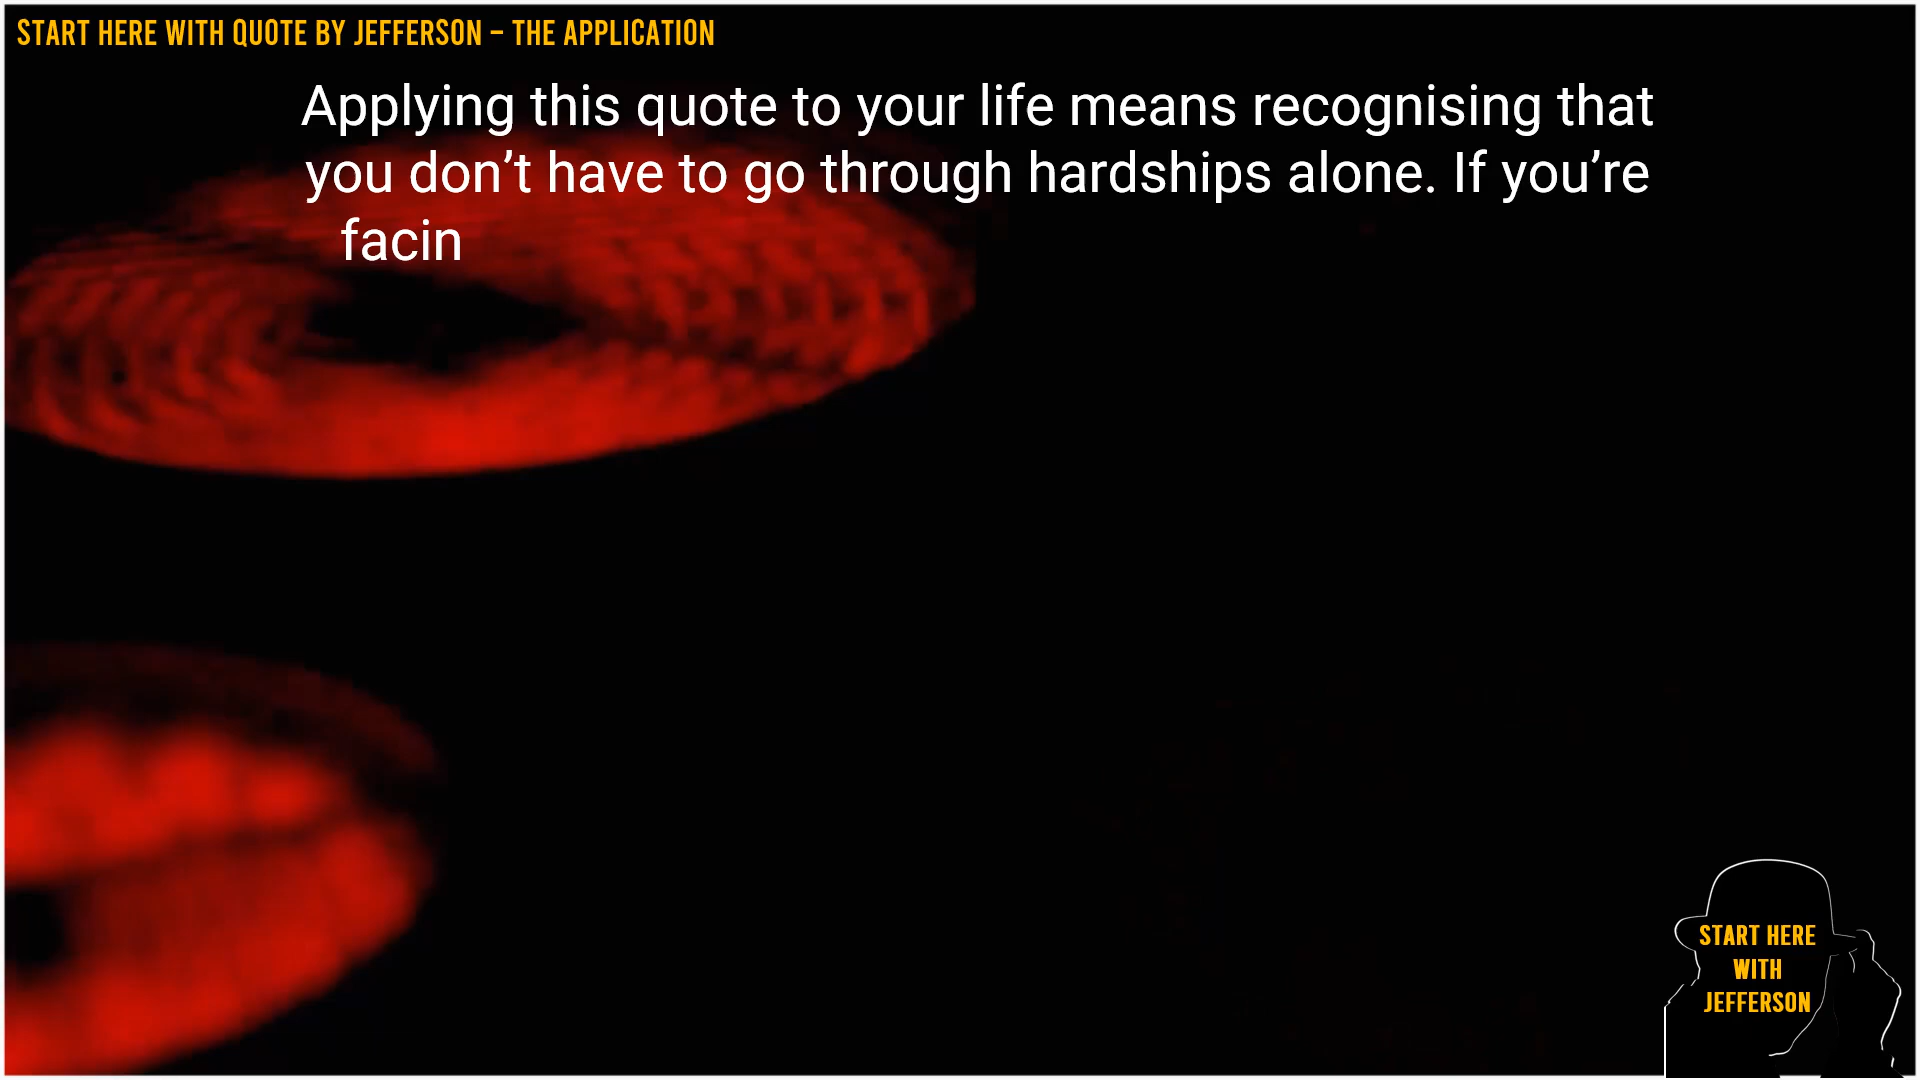 START HERE WITH QUOTE BY JEFFERSON – THE APPLICATION
Applying this quote to your life means recognising that
you don’t have to go through hardships alone. If you’re
facin
START HERE
WITH
JEFFERSON